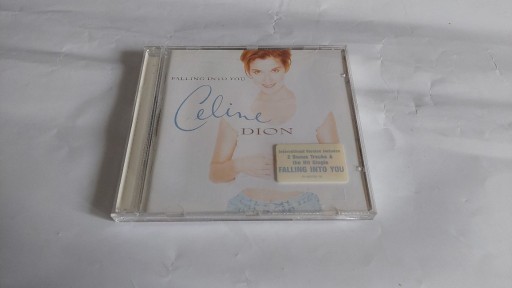 FALLING INTO YOU
Celine
DION
International Version includes
2 Bonus Tracks &
the Hit Single
FALLING INTO YOU